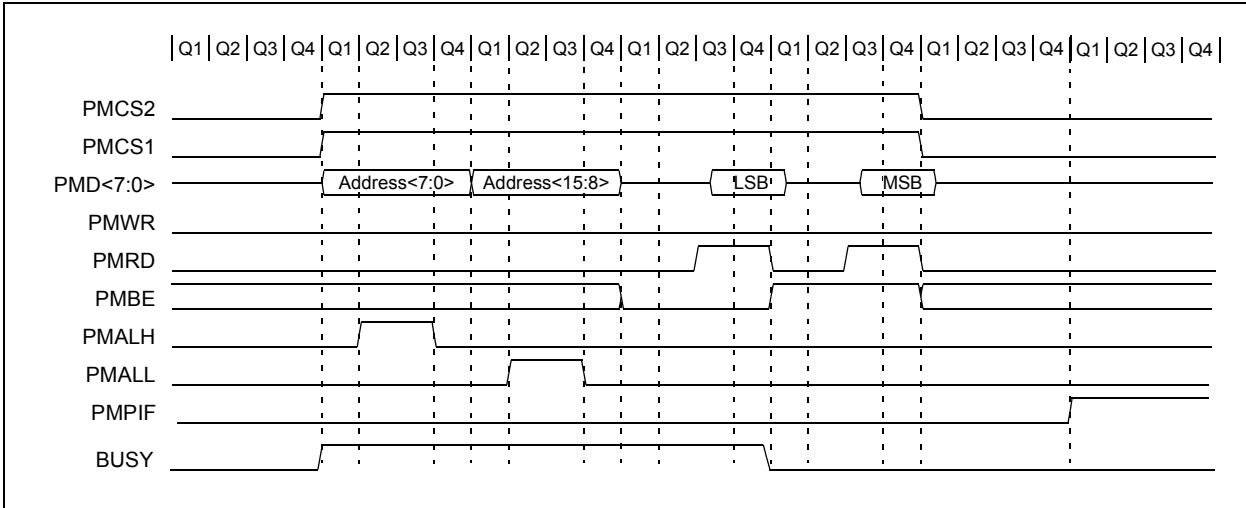 Q1 Q2 Q3 Q4 Q1 Q2 Q3 Q4 Q1 Q2 Q3 Q4 Q1 Q2 Q3 Q4 Q1 Q2 Q3 Q4 Q1 Q2 Q3 Q4 Q1 Q2 Q3 Q4
PMCS2
PMCS1
PMD<7:0> Address<7:0> Address<15:8> LSB MSB
PMWR
PMRD
PMBE
PMALH
PMALL
PMPIF
BUSY